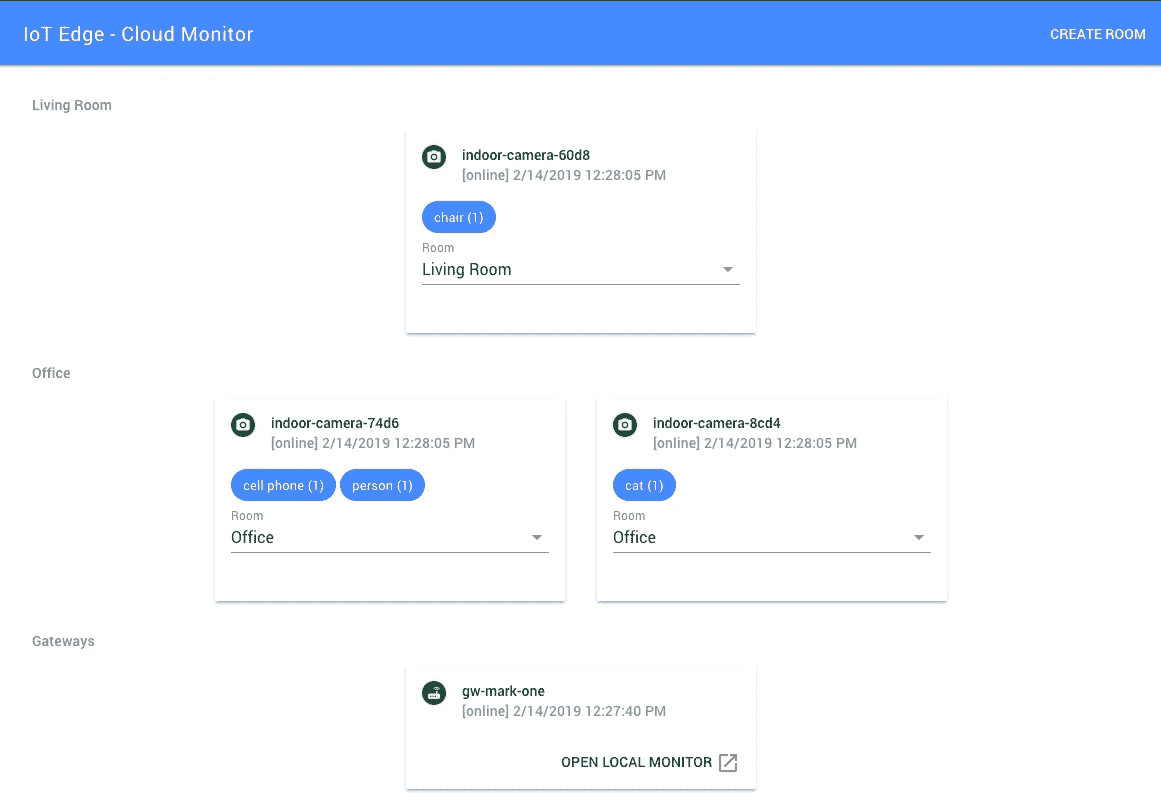 IoT Edge - Cloud Monitor
CREATE ROOM
Living Room
indoor-camera-60d8
[online] 2/14/2019 12:28:05 PM
chair (1)
Room
Living Room
Office
indoor-camera-74d6
[online] 2/14/2019 12:28:05 PM
cell phone (1) person (1)
Room
Office
indoor-camera-8cd4
[online] 2/14/2019 12:28:05 PM
cat (1)
Room
Office
Gateways
gw-mark-one
[online] 2/14/2019 12:27:40 PM
OPEN LOCAL MONITOR